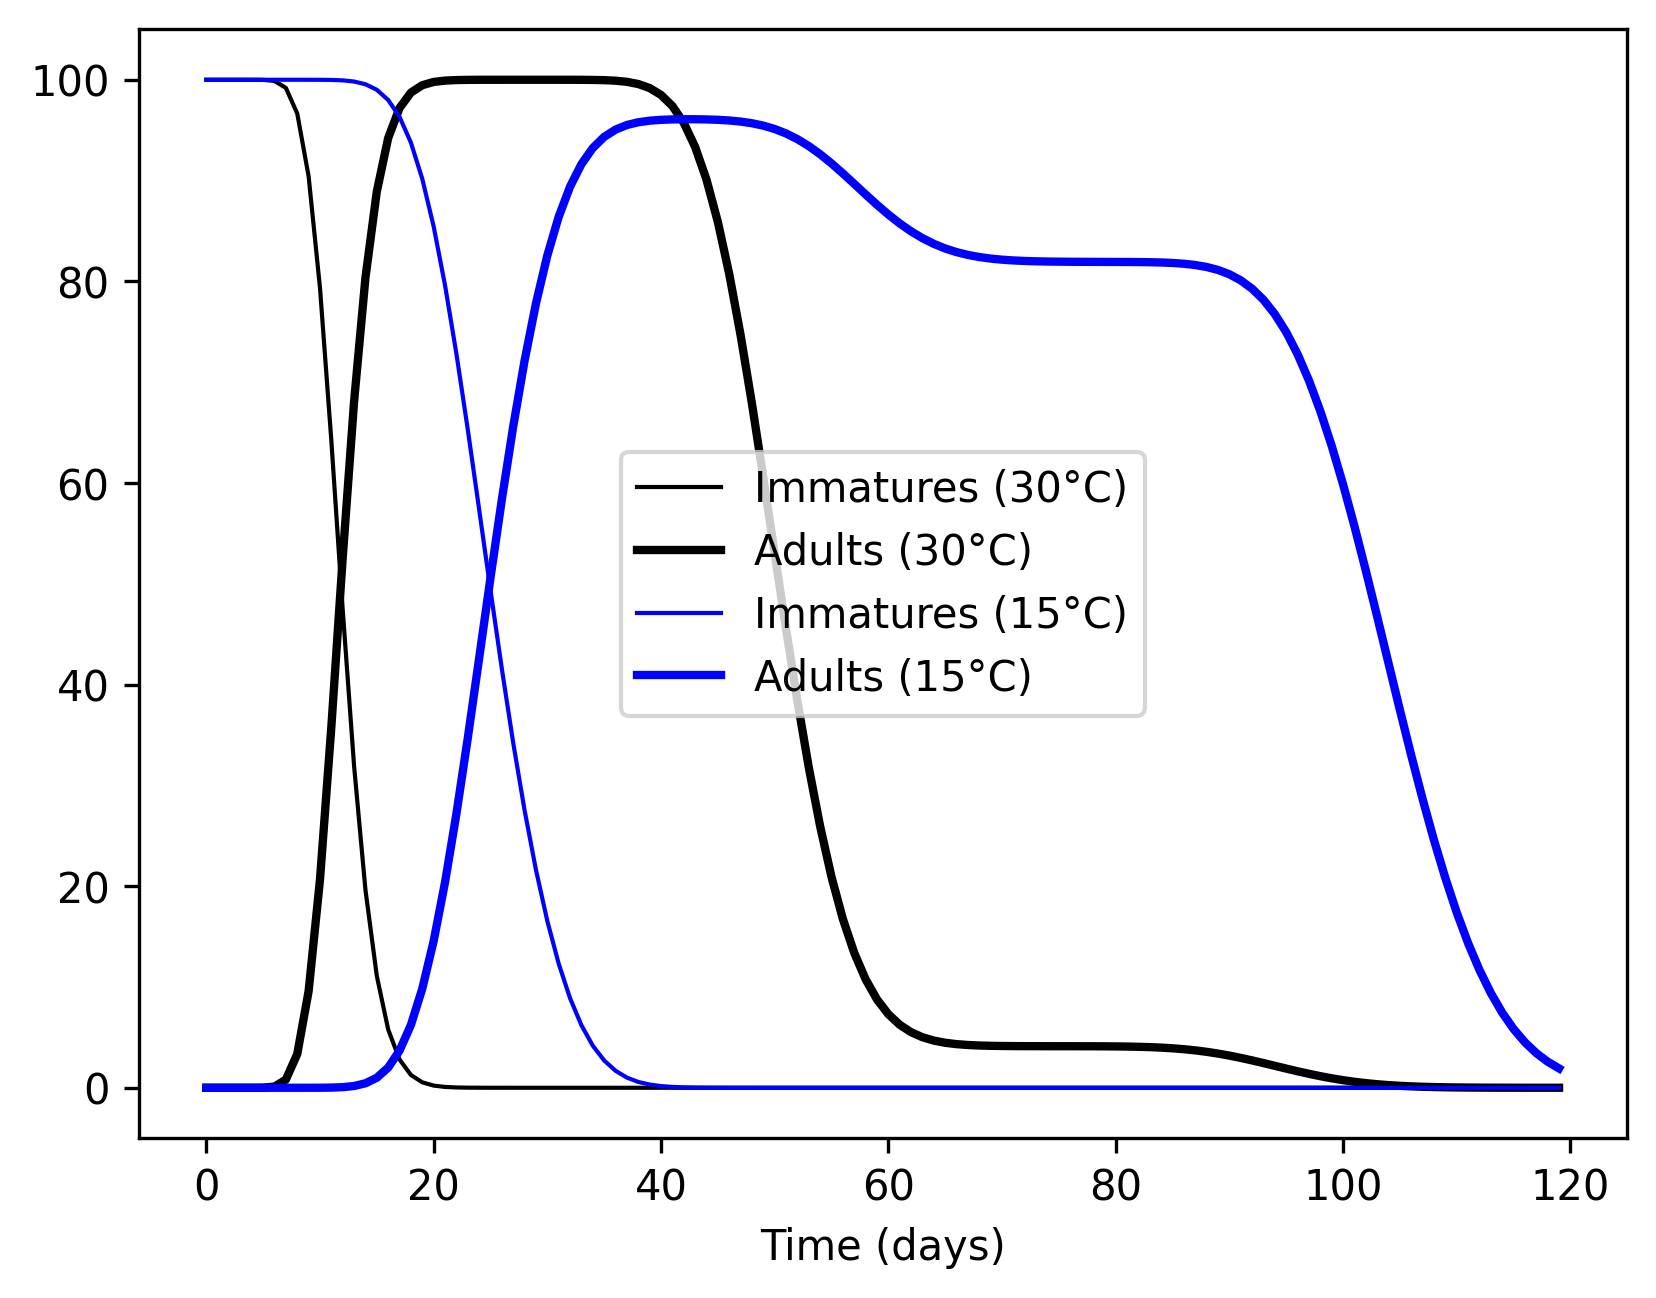 100
80
60
40
20
0
Immatures (30°C)
Adults (30°C)
Immatures (15°C)
Adults (15°C)
0 20 40 60 80 100 120
Time (days)